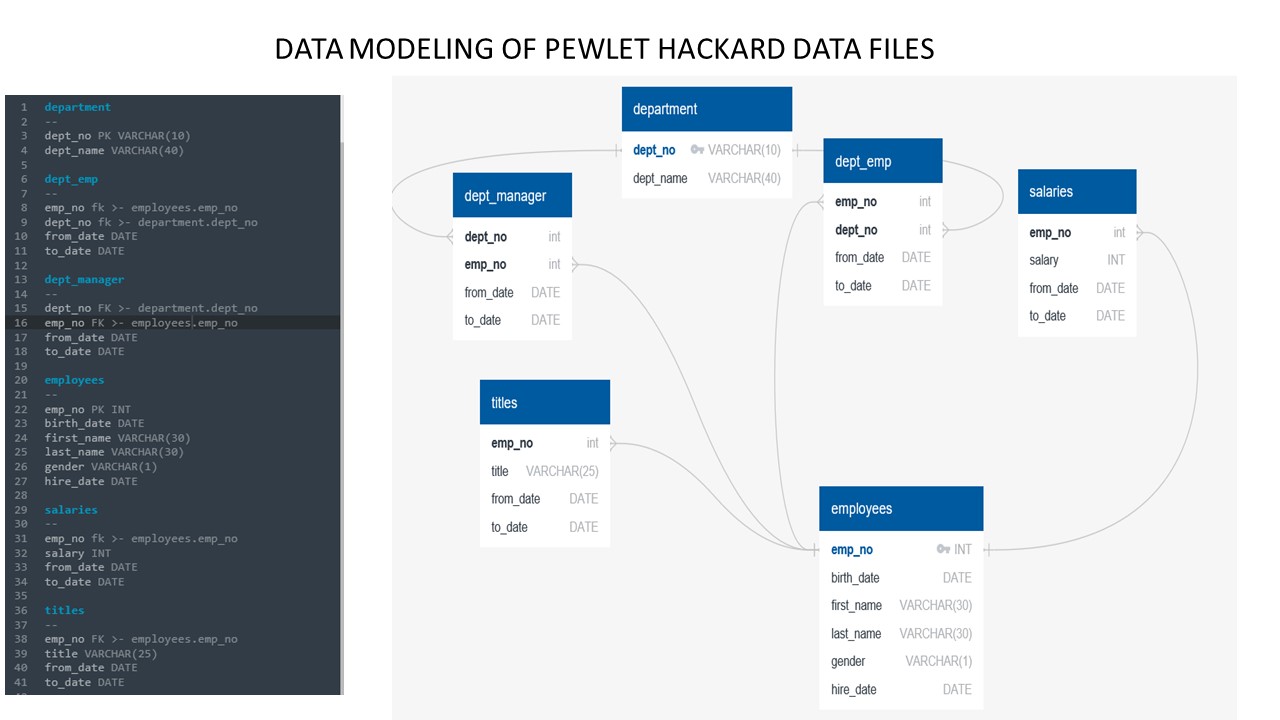 DATA MODELING OF PEWLET HACKARD DATA FILES
1 department
2 --
3 dept_no PK VARCHAR(10)
4 dept_name VARCHAR(40)
5
6 dept_emp
7 --
8 emp_no fk >- employees.emp_no
9 dept_no fk >- department.dept_no
10 from_date DATE
11 to_date DATE
12
13 dept_manager
14 --
15 dept_no FK >- department.dept_no
16 emp_no FK >- employees.emp_no
17 from_date DATE
18 to_date DATE
19
20 employees
21 --
22 emp_no PK INT
23 birth_date DATE
24 first_name VARCHAR(30)
25 last_name VARCHAR(30)
26 gender VARCHAR(1)
27 hire_date DATE
28
29 salaries
30 --
31 emp_no fk >- employees.emp_no
32 salary INT
33 from_date DATE
34 to_date DATE
35
36 titles
37 --
38 emp_no FK >- employees.emp_no
39 title VARCHAR(25)
40 from_date DATE
41 to_date DATE
department
dept_no VARCHAR(10)
dept_name VARCHAR(40)
dept_manager
dept_no int
emp_no int
from_date DATE
to_date DATE
dept_emp
emp_no int
dept_no int
from_date DATE
to_date DATE
salaries
emp_no int
salary INT
from_date DATE
to_date DATE
titles
emp_no int
title VARCHAR(25)
from_date DATE
to_date DATE
employees
emp_no INT
birth_date DATE
first_name VARCHAR(30)
last_name VARCHAR(30)
gender VARCHAR(1)
hire_date DATE